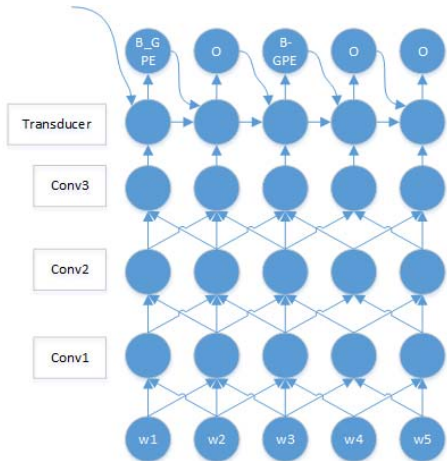 B_G
PE
O
B-
GPE
O
O
Transducer
Conv3
Conv2
Conv1
w1
w2
w3
w4
w5